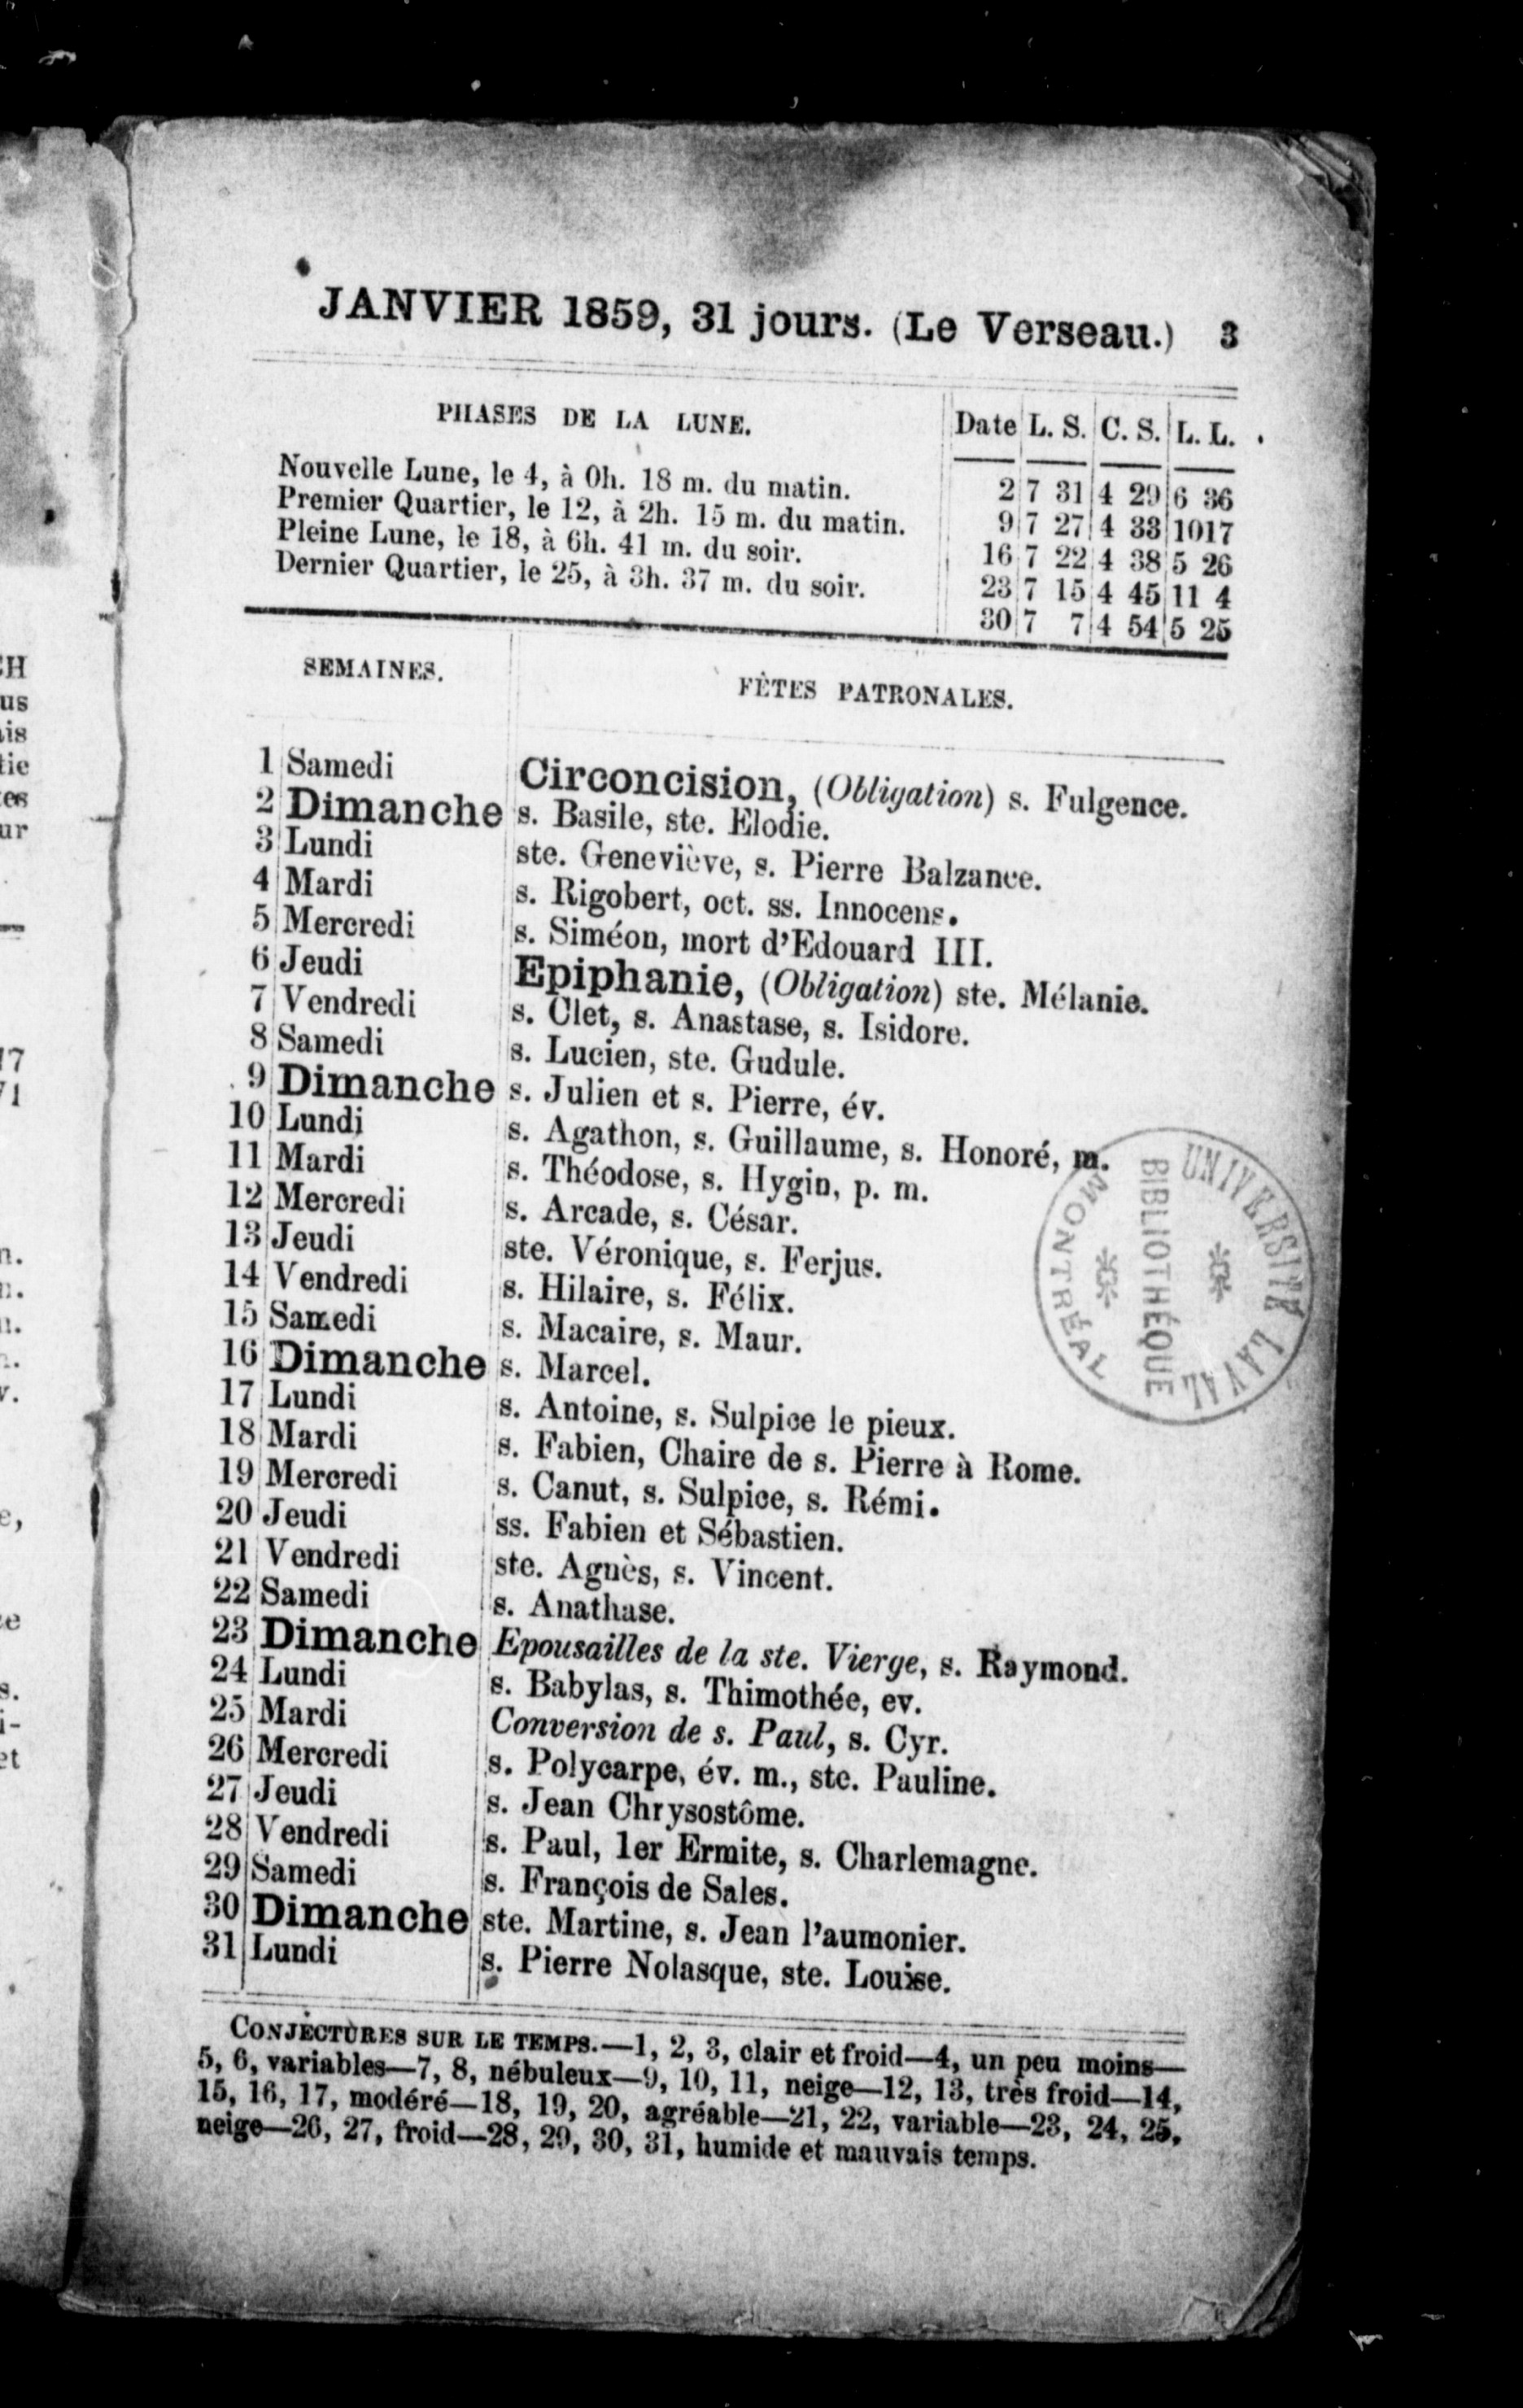 JANVIER 1859, 31 jours. (Le Verseau.) 3
PHASES DE LA LUNE.
Nouvelle Lune, le 4, à 0h. 18 m. du matin.
Premier Quartier, le 12, à 2h. 15 m. du matin.
Pleine Lune, le 18, à 6h. 41 m. du soir.
Dernier Quartier, le 25, à 3h. 37 m. du soir.
Date L. S. C. S. L. L.
2 7 31 4 29 6 36
9 7 27 4 33 1017
16 7 22 4 38 5 26
23 7 15 4 45 11 4
30 7 7 4 54 5 25
SEMAINES. FÊTES PATRONALES.
1 Samedi Circoncision, (Obligation) s. Fulgence.
2 Dimanche s. Basile, ste. Elodie.
3 Lundi ste. Geneviève, s. Pierre Balzance.
4 Mardi s. Rigobert, oct. ss. Innocens.
5 Mercredi s. Siméon, mort d'Edouard III.
6 Jeudi Epiphanie, (Obligation) ste. Mélanie.
7 Vendredi s. Clet, s. Anastase, s. Isidore.
8 Samedi s. Lucien, ste. Gudule.
9 Dimanche s. Julien et s. Pierre, év.
10 Lundi s. Agathon, s. Guillaume, s. Honoré, m.
11 Mardi s. Théodose, s. Hygin, p. m.
12 Mercredi s. Arcade, s. César.
13 Jeudi ste. Véronique, s. Ferjus.
14 Vendredi s. Hilaire, s. Félix.
15 Samedi s. Macaire, s. Maur.
16 Dimanche s. Marcel.
17 Lundi s. Antoine, s. Sulpice le pieux.
18 Mardi s. Fabien, Chaire de s. Pierre à Rome.
19 Mercredi s. Canut, s. Sulpice, s. Rémi.
20 Jeudi ss. Fabien et Sébastien.
21 Vendredi ste. Agnès, s. Vincent.
22 Samedi s. Anathase.
23 Dimanche Epousailles de la ste. Vierge, s. Raymond.
24 Lundi s. Babylas, s. Thimothée, ev.
25 Mardi Conversion de s. Paul, s. Cyr.
26 Mercredi s. Polycarpe, év. m., ste. Pauline.
27 Jeudi s. Jean Chrysostôme.
28 Vendredi s. Paul, 1er Ermite, s. Charlemagne.
29 Samedi s. François de Sales.
30 Dimanche ste. Martine, s. Jean l'aumonier.
31 Lundi s. Pierre Nolasque, ste. Louise.
UNIVERSITÉ LAVAL
BIBLIOTHÉQUE
MONTRÉAL
CONJECTURES SUR LE TEMPS.—1, 2, 3, clair et froid—4, un peu moins—
5, 6, variables—7, 8, nébuleux—9, 10, 11, neige—12, 13, très froid—14,
15, 16, 17, modéré—18, 19, 20, agréable—21, 22, variable—23, 24, 25,
neige—26, 27, froid—28, 29, 30, 31, humide et mauvais temps.